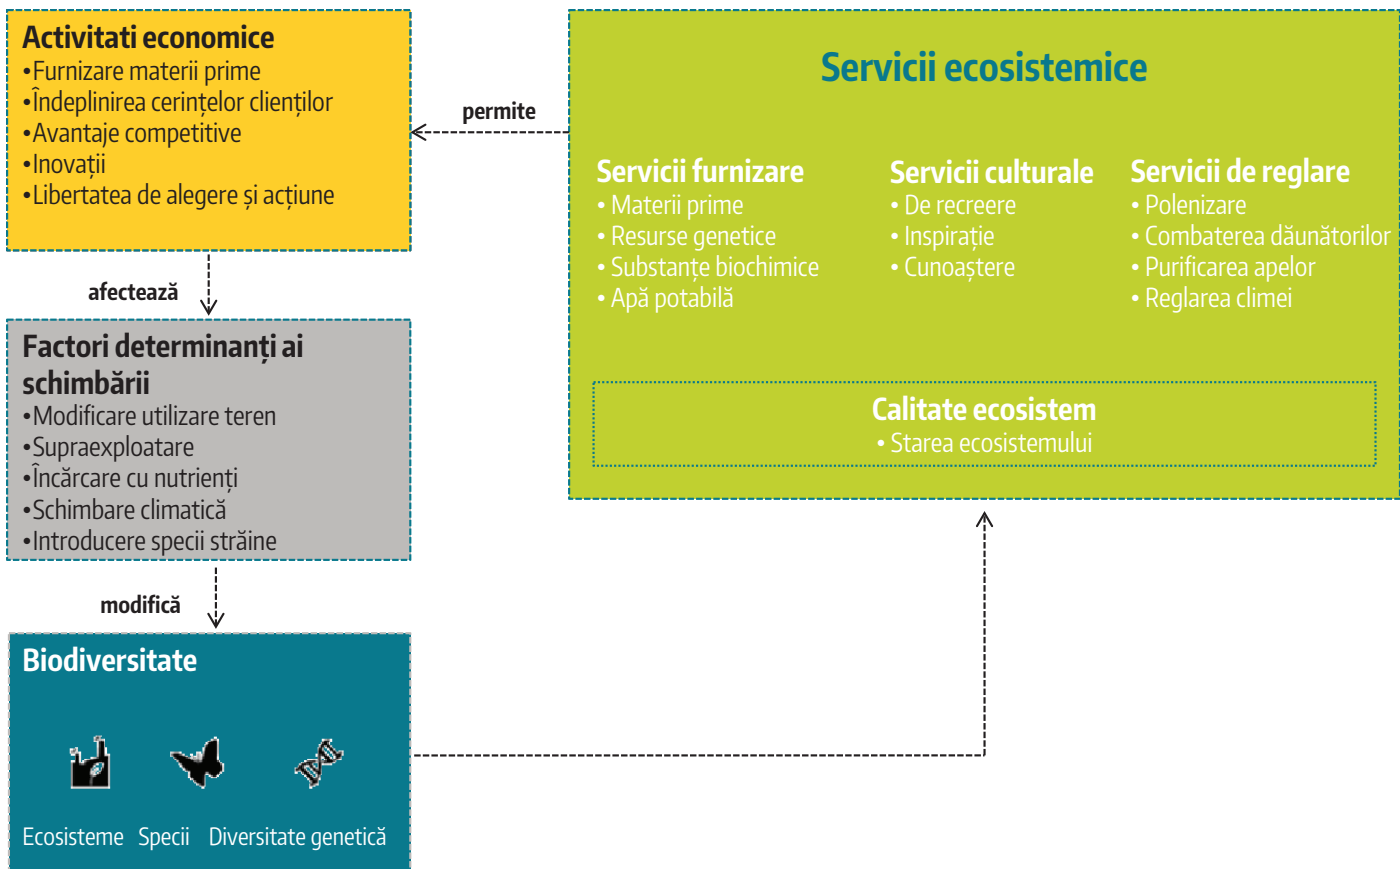 Activitati economice
•Furnizare materii prime
•Îndeplinirea cerințelor clienților
•Avantaje competitive
•Inovații
•Libertatea de alegere și acțiune
afectează
Factori determinanți ai
schimbării
•Modificare utilizare teren
•Supraexploatare
•Încărcare cu nutrienți
•Schimbare climatică
•Introducere specii străine
modifică
Biodiversitate
Ecosisteme Specii Diversitate genetică
permite
Servicii ecosistemice
Servicii furnizare
• Materii prime
• Resurse genetice
• Substanțe biochimice
• Apă potabilă
Servicii culturale
• De recreere
• Inspirație
• Cunoaștere
Servicii de reglare
• Polenizare
• Combaterea dăunătorilor
• Purificarea apelor
• Reglarea climei
Calitate ecosistem
• Starea ecosistemului